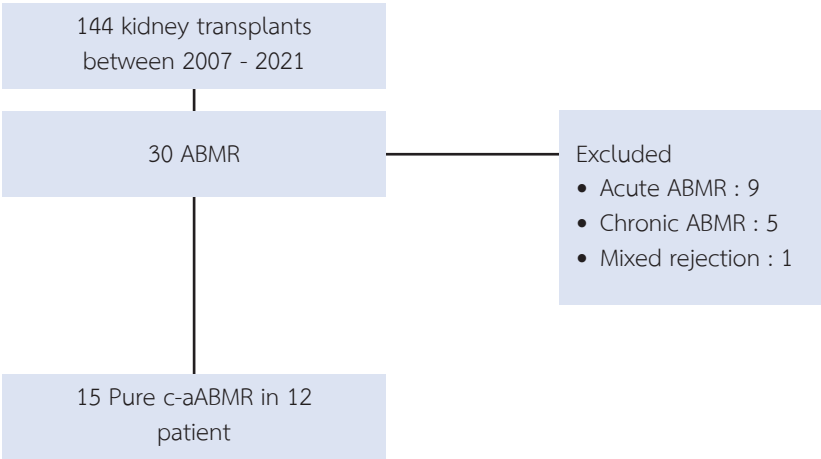 144 kidney transplants
between 2007 - 2021
30 ABMR
Excluded
• Acute ABMR : 9
• Chronic ABMR : 5
• Mixed rejection : 1
15 Pure c-aABMR in 12
patient